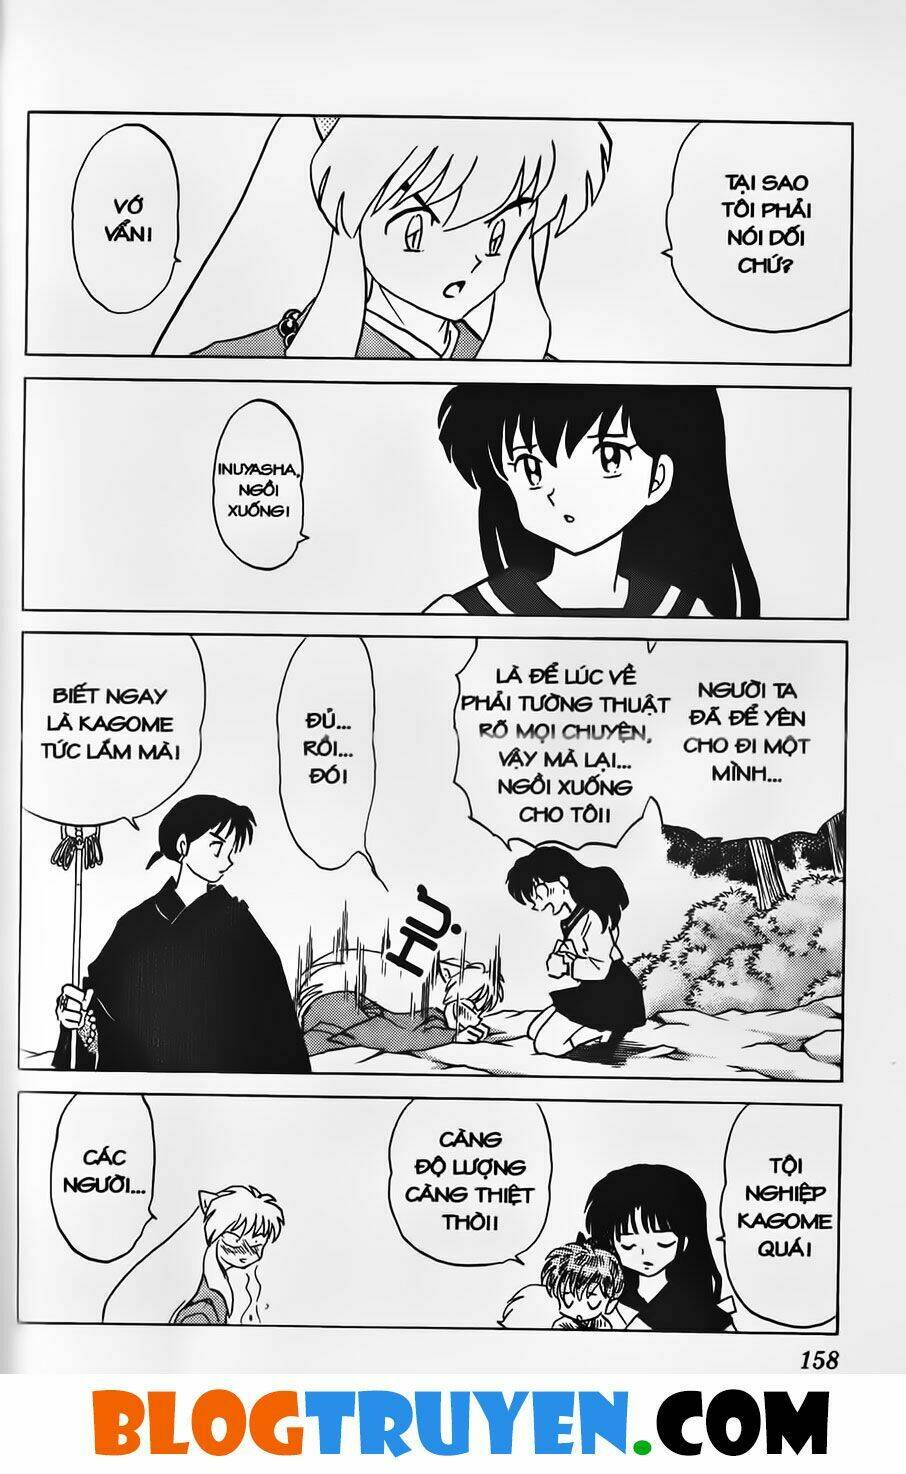 TẠI SAO
TÔI PHẢI
NÓI DỐI
CHỨ?
VỚ
VẨN!
INUYASHA,
NGỒI
XUỐNG!
NGƯỜI TA
ĐÃ ĐỂ YÊN
CHO ĐI MỘT
MÌNH...
LÀ ĐỂ LÚC VỀ
PHẢI TƯỜNG THUẬT
RÕ MỌI CHUYỆN,
VẬY MÀ LẠI...
NGỒI XUỐNG
CHO TÔI!
ĐỦ...
RỒI...
ĐÓ!
HỰ
BIẾT NGAY
LÀ KAGOME
TỨC LẮM MÀ!
TỘI
NGHIỆP
KAGOME
QUÁ!
CÀNG
ĐỘ LƯỢNG
CÀNG THIỆT
THÒI!
CÁC
NGƯỜI...
158
BLOGTRUYEN.COM